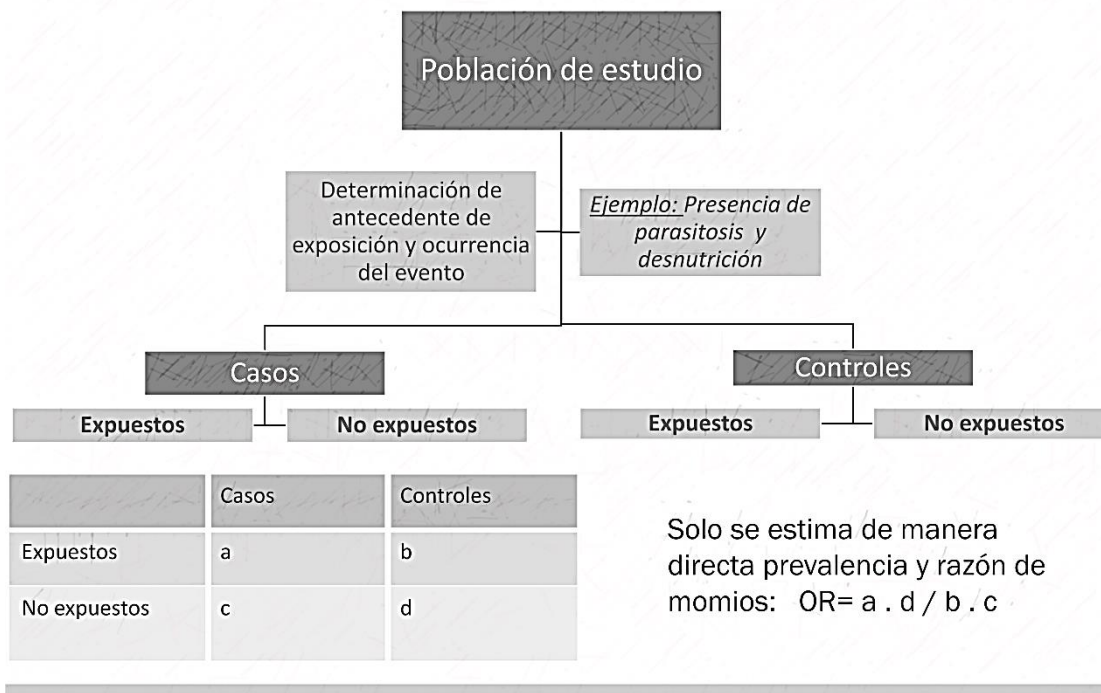 Población de estudio
Determinación de
antecedente de
exposición y ocurrencia
del evento
Ejemplo: Presencia de
parasitosis y
desnutrición
Casos
Controles
Expuestos
No expuestos
Expuestos
No expuestos
Casos
Controles
Expuestos
a
b
No expuestos
c
d
Solo se estima de manera
directa prevalencia y razón de
momios: OR= a . d / b . c